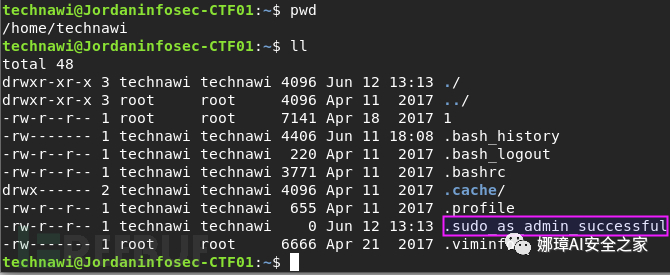 technawi@Jordaninfosec-CTF01:~$ pwd
/home/technawi
technawi@Jordaninfosec-CTF01:~$ ll
total 48
drwxr-xr-x 3 technawi technawi 4096 Jun 12 13:13 ./
drwxr-xr-x 3 root     root     4096 Apr 11  2017 ../
-rw-r--r-- 1 root     root     7141 Apr 18  2017 1
-rw------- 1 technawi technawi 4406 Jun 11 18:08 .bash_history
-rw-r--r-- 1 technawi technawi  220 Apr 11  2017 .bash_logout
-rw-r--r-- 1 technawi technawi 3771 Apr 11  2017 .bashrc
drwx------ 2 technawi technawi 4096 Apr 11  2017 .cache/
-rw-r--r-- 1 technawi technawi  655 Apr 11  2017 .profile
-rw-r--r-- 1 technawi technawi    0 Jun 12 13:13 .sudo_as_admin_successful
-rw------- 1 root     root     6666 Apr 21  2017 .viminf
technawi@Jordaninfosec-CTF01:~$
娜璋AI安全之家